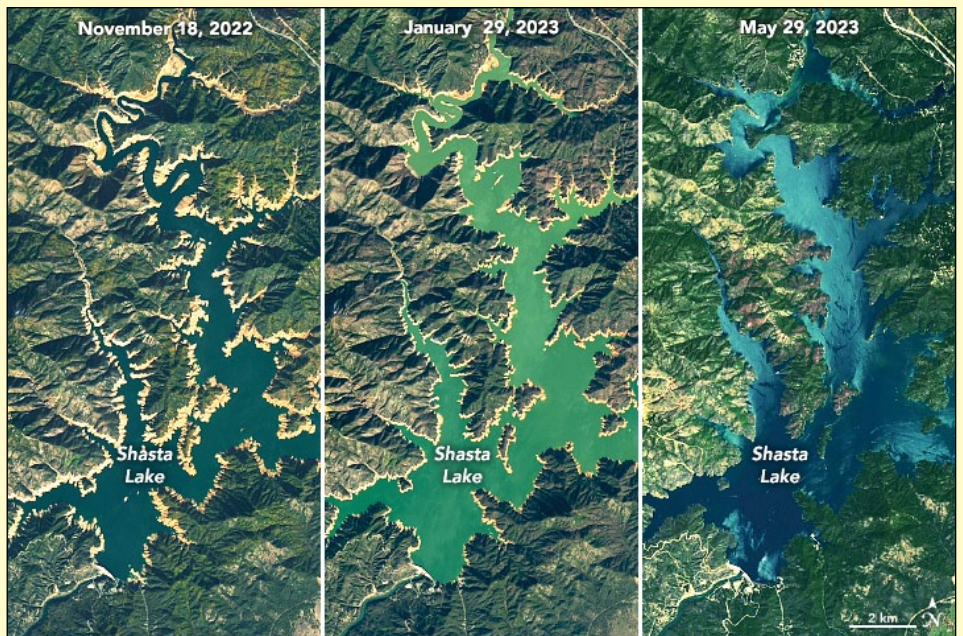 November 18, 2022
January 29, 2023
May 29, 2023
Shasta
Lake
Shasta
Lake
Shasta
Lake
2 km
N